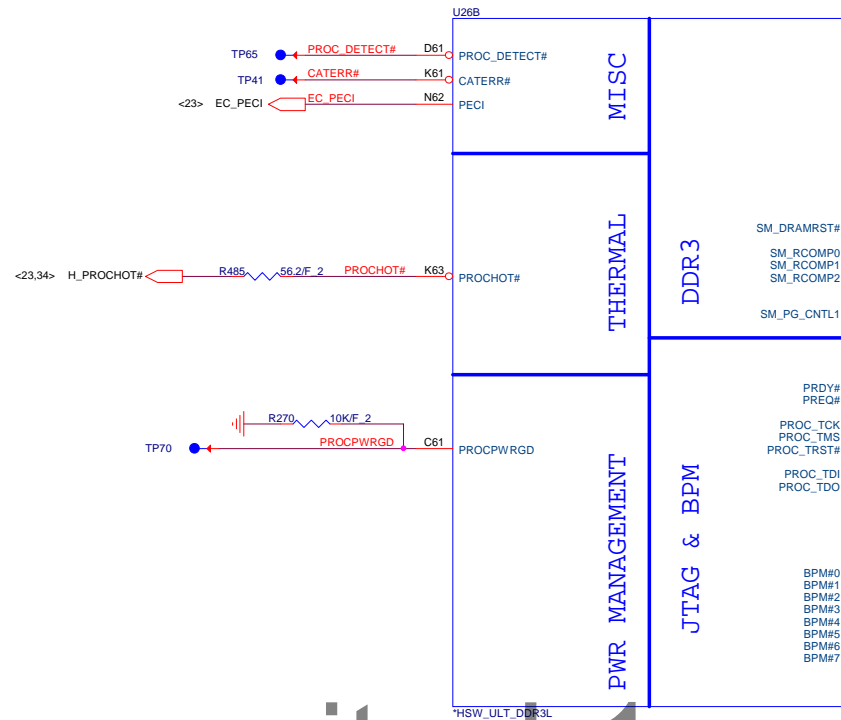 U26B
TP65 PROC_DETECT# D61 PROC_DETECT#
TP41 CATERR# K61 CATERR#
<23> EC_PECI EC_PECI N62 PECI
MISC
THERMAL
DDR3
SM_DRAMRST#
SM_RCOMP0
SM_RCOMP1
SM_RCOMP2
SM_PG_CNTL1
<23,34> H_PROCHOT# R485 56.2/F_2 PROCHOT# K63 PROCHOT#
R270 10K/F_2
TP70 PROCPWRGD C61 PROCPWRGD
PWR MANAGEMENT
JTAG & BPM
PRDY#
PREQ#
PROC_TCK
PROC_TMS
PROC_TRST#
PROC_TDI
PROC_TDO
BPM#0
BPM#1
BPM#2
BPM#3
BPM#4
BPM#5
BPM#6
BPM#7
*HSW_ULT_DDR3L